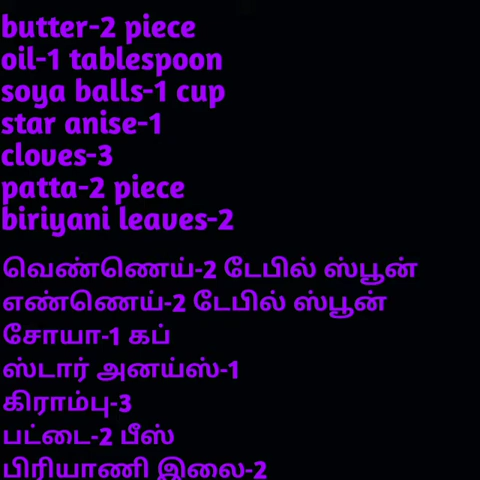 butter-2 piece
oil-1 tablespoon
soya balls-1 cup
star anise-1
cloves-3
patta-2 piece
biriyani leaves-2
வெண்ணெய்-2 டேபில் ஸ்பூன்
எண்ணெய்-2 டேபில் ஸ்பூன்
சோயா-1 கப்
ஸ்டார் அனய்ஸ்-1
கிராம்பு-3
பட்டை-2 பீஸ்
பிரியாணி இலை-2